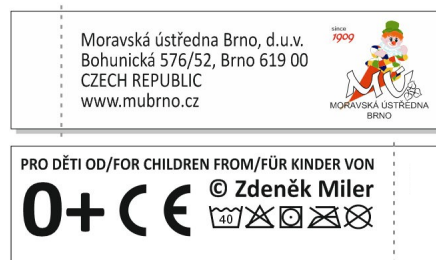 Moravská ústředna Brno, d.u.v.
Bohunická 576/52, Brno 619 00
CZECH REPUBLIC
www.mubrno.cz
since
1909
MÚ
MORAVSKÁ ÚSTŘEDNA
BRNO
PRO DĚTI OD/FOR CHILDREN FROM/FÜR KINDER VON
0+ CE
© Zdeněk Miler
40